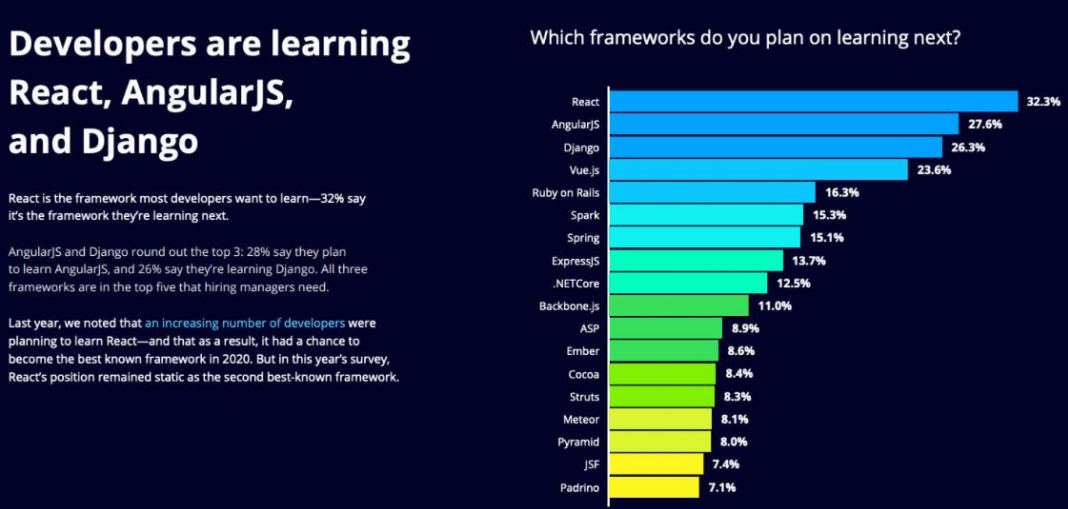 Developers are learning
React, AngularJS,
and Django
React is the framework most developers want to learn—32% say
it's the framework they're learning next.
AngularJS and Django round out the top 3: 28% say they plan
to learn AngularJS, and 26% say they're learning Django. All three
frameworks are in the top five that hiring managers need.
Last year, we noted that an increasing number of developers were
planning to learn React—and that as a result, it had a chance to
become the best known framework in 2020. But in this year's survey,
React's position remained static as the second best-known framework.
Which frameworks do you plan on learning next?
React 32.3%
AngularJS 27.6%
Django 26.3%
Vue.js 23.6%
Ruby on Rails 16.3%
Spark 15.3%
Spring 15.1%
ExpressJS 13.7%
.NETCore 12.5%
Backbone.js 11.0%
ASP 8.9%
Ember 8.6%
Cocoa 8.4%
Struts 8.3%
Meteor 8.1%
Pyramid 8.0%
JSF 7.4%
Padrino 7.1%